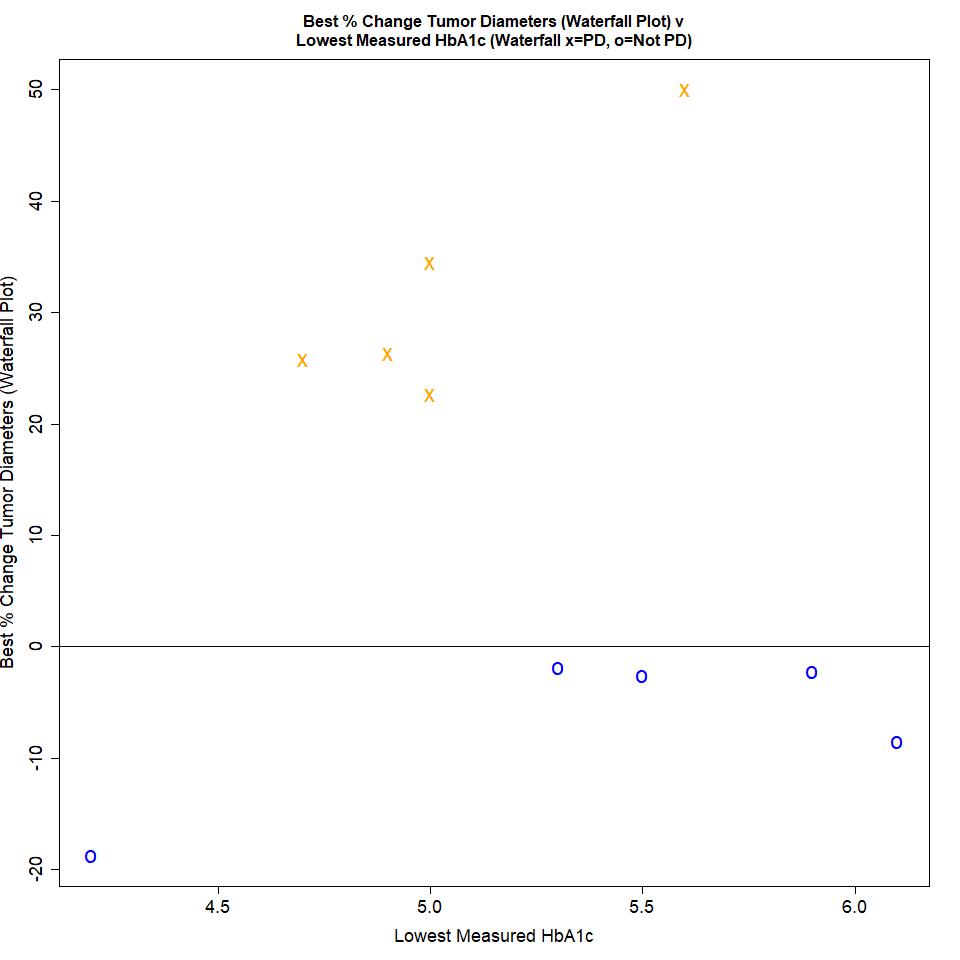 Best % Change Tumor Diameters (Waterfall Plot) v
Lowest Measured HbA1c (Waterfall x=PD, o=Not PD)
Best % Change Tumor Diameters (Waterfall Plot)
50
40
30
20
10
0
-10
-20
X
X
X
X
X
O
O
O
O
O
4.5
5.0
5.5
6.0
Lowest Measured HbA1c